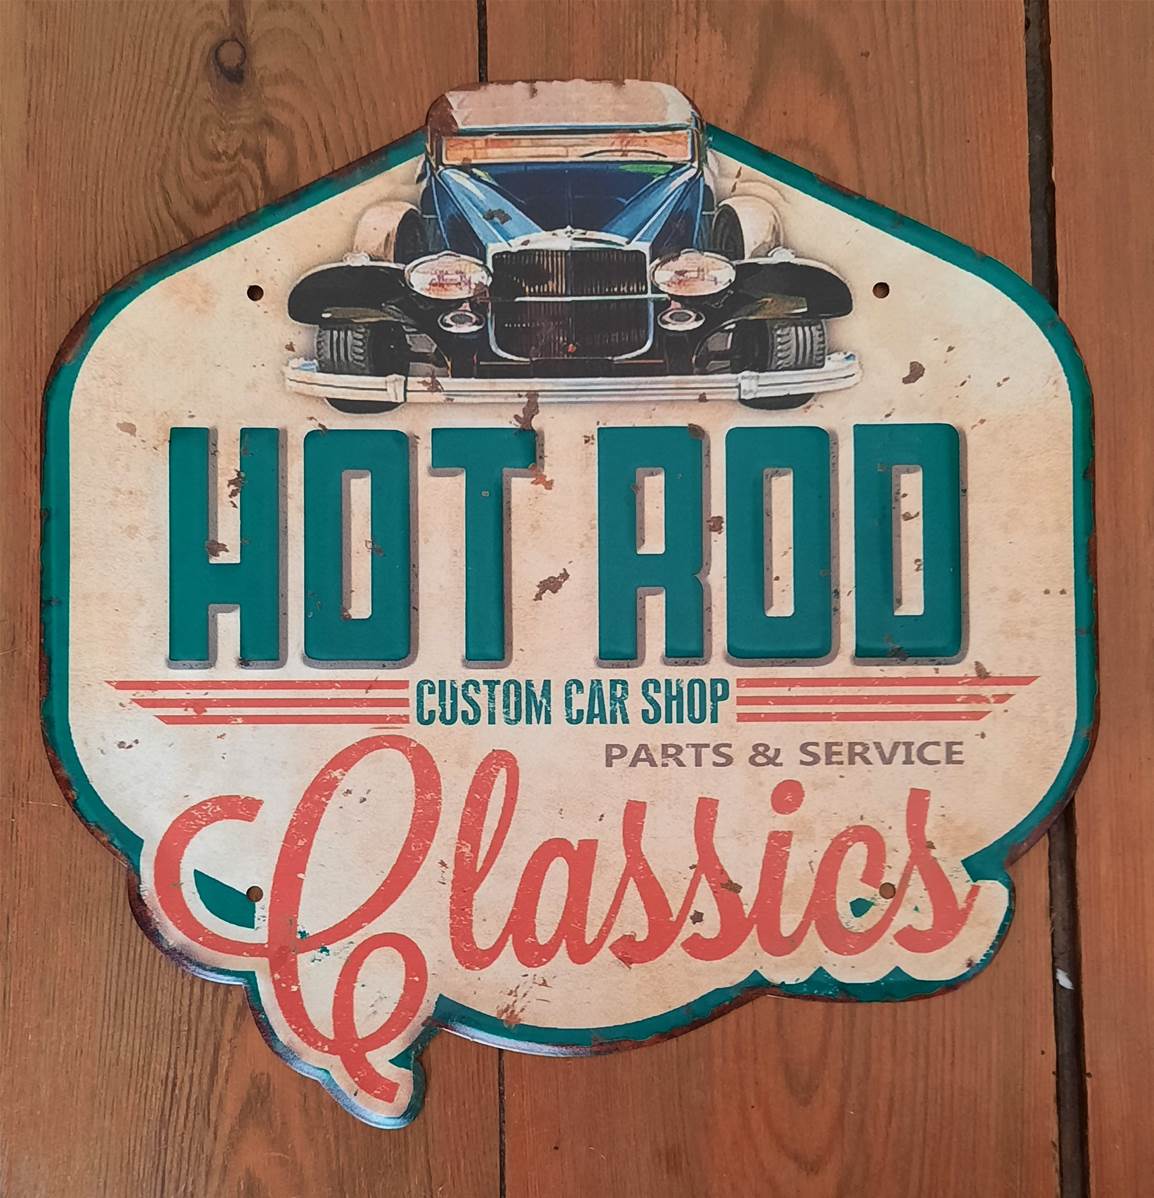 HOT ROD
CUSTOM CAR SHOP
PARTS & SERVICE
Classics